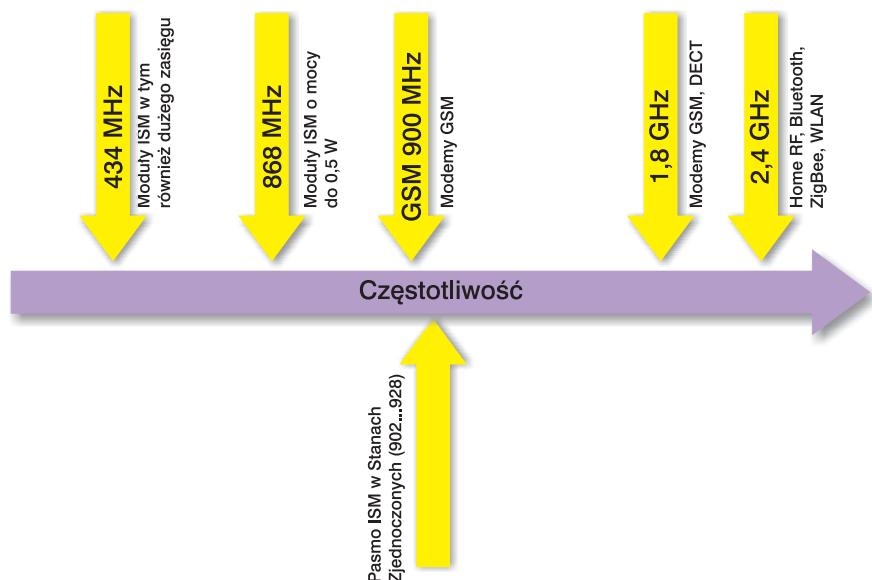 434 MHz
Moduły ISM w tym
również dużego zasięgu
868 MHz
Moduły ISM o mocy
do 0,5 W
GSM 900 MHz
Modemy GSM
1,8 GHz
Modemy GSM, DECT
2,4 GHz
Home RF, Bluetooth,
ZigBee, WLAN
Częstotliwość
Pasmo ISM w Stanach
Zjednoczonych (902...928)